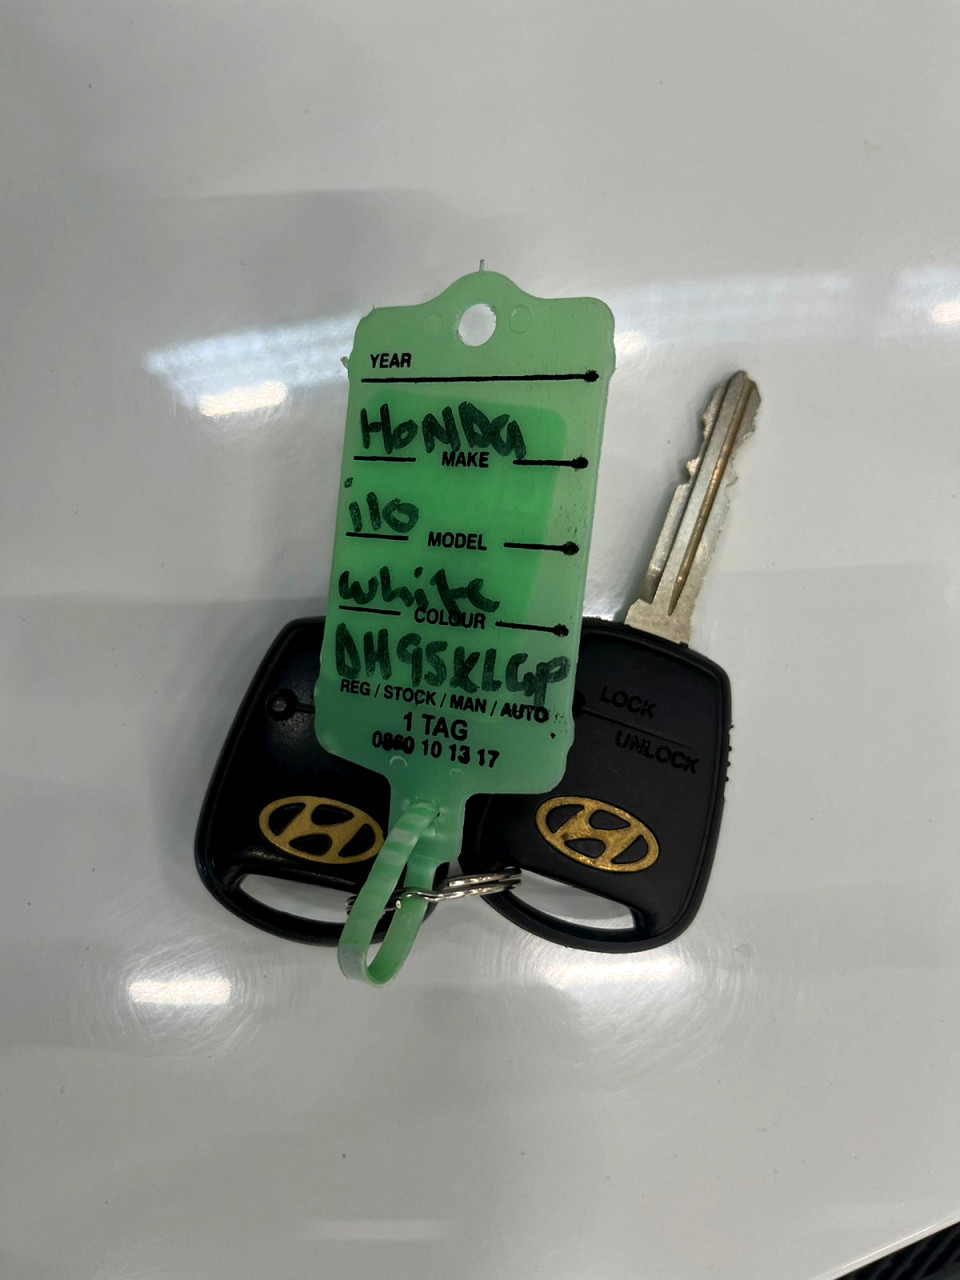 YEAR
HONDA
MAKE
i10
MODEL
white
COLOUR
DH95XLGP
REG / STOCK / MAN / AUTO
1 TAG
0860 10 13 17
LOCK
UNLOCK